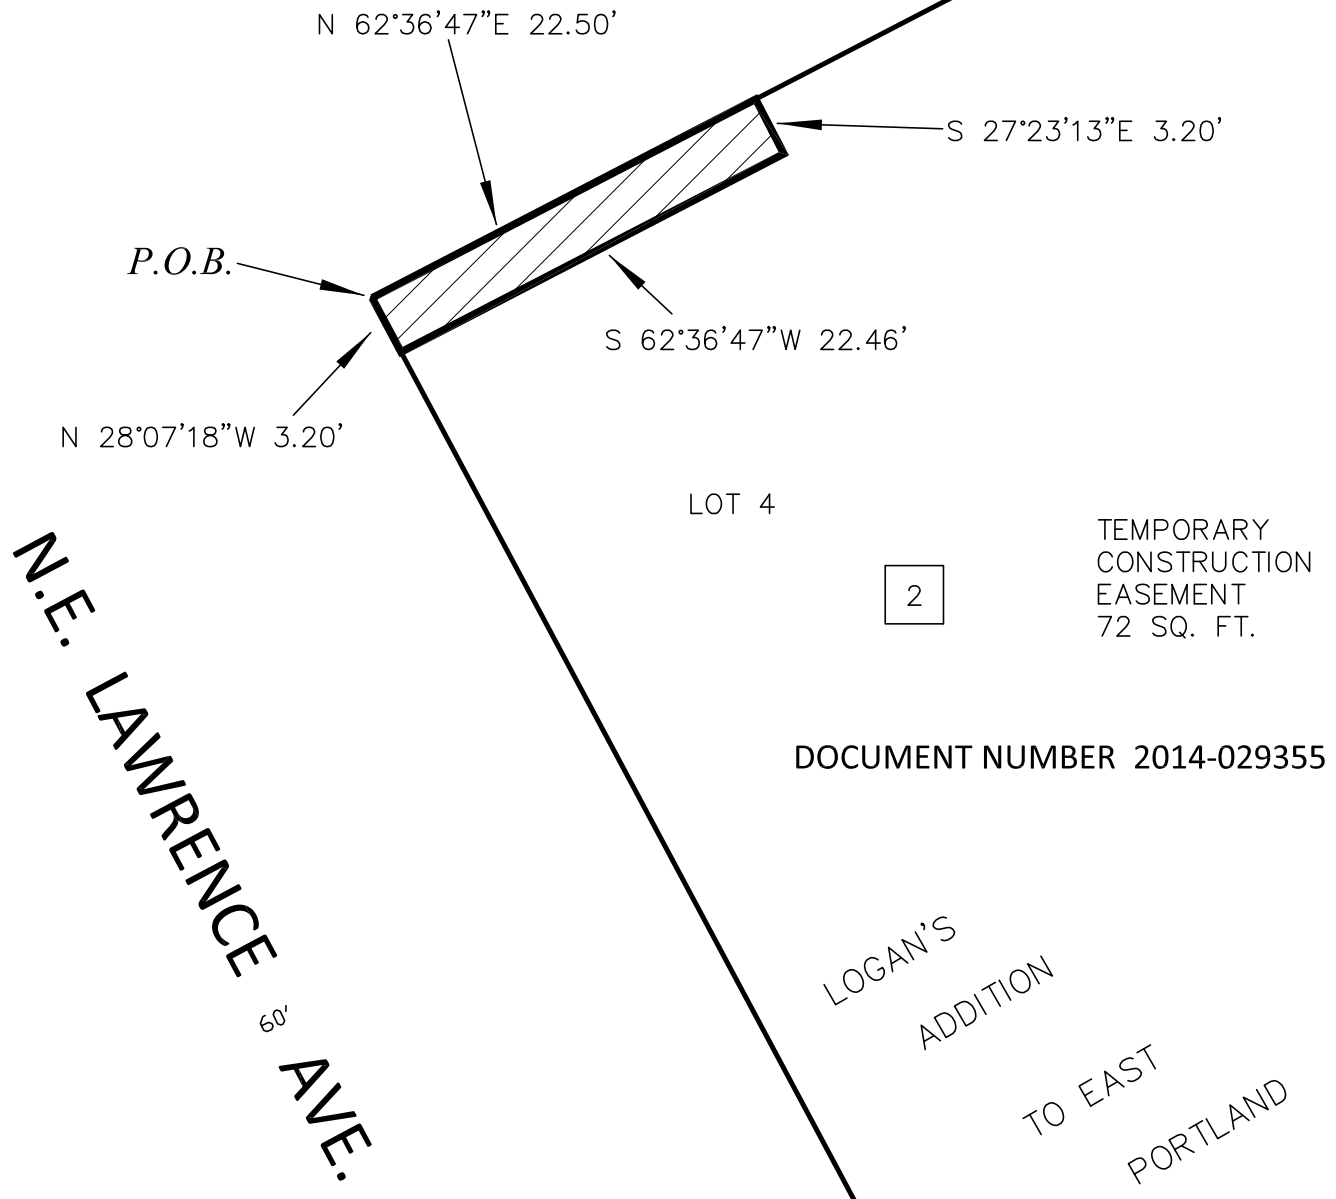 N 62°36’47”E 22.50’
S 27°23’13”E 3.20’
P.O.B.
S 62°36’47”W 22.46’
N 28°07’18”W 3.20’
LOT 4
2
TEMPORARY
CONSTRUCTION
EASEMENT
72 SQ. FT.
DOCUMENT NUMBER 2014-029355
N.E. LAWRENCE AVE.
60'
LOGAN’S
ADDITION
TO EAST
PORTLAND